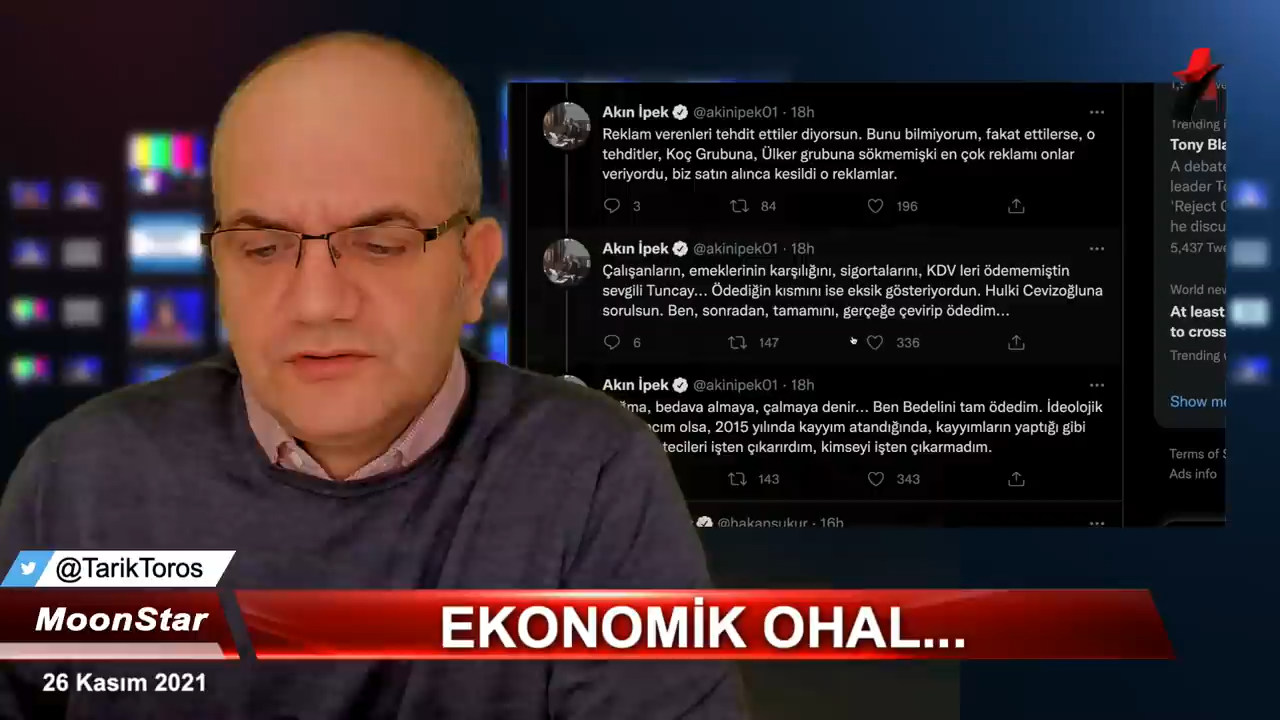 Akın İpek @akinipek01 · 18h
Reklam verenleri tehdit ettiler diyorsun. Bunu bilmiyorum, fakat ettilerse, o
tehditler, Koç Grubuna, Ülker grubuna sökmemişki en çok reklamı onlar
veriyordu, biz satın alınca kesildi o reklamlar.
3 84 196
Akın İpek @akinipek01 · 18h
Çalışanların, emeklerinin karşılığını, sigortalarını, KDV leri ödememiştin
sevgili Tuncay... Ödediğin kısmını ise eksik gösteriyordun. Hulki Cevizoğluna
sorulsun. Ben, sonradan, tamamını, gerçeğe çevirip ödedim...
6 147 336
Akın İpek @akinipek01 · 18h
bedava almaya, çalmaya denir... Ben Bedelini tam ödedim. İdeolojik
olsa, 2015 yılında kayyım atandığında, kayyımların yaptığı gibi
işten çıkarırdım, kimseyi işten çıkarmadım.
143 343
@hakansukur · 16h
Trending
Tony
A debate
leader
'Reject
he
5,437
World
At least
to cross
Trending
Show
Terms of
Ads info
@TarikToros
MoonStar
EKONOMİK OHAL...
26 Kasım 2021